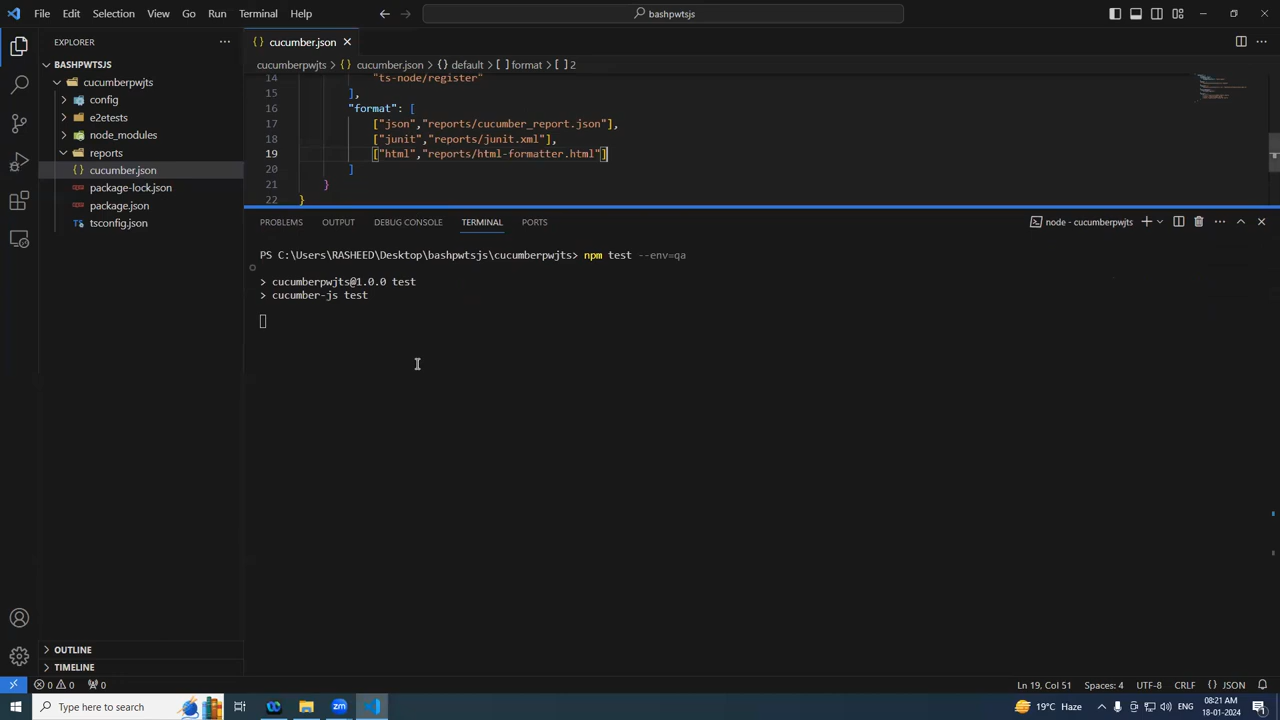 File Edit Selection View Go Run Terminal Help
bashpwtsjs
EXPLORER
BASHPWTSJS
cucumberpwjts
config
e2etests
node_modules
reports
{} cucumber.json
package-lock.json
package.json
tsconfig.json
OUTLINE
TIMELINE
{} cucumber.json
cucumberpwjts > {} cucumber.json > {} default > [ ] format > [ ] 2
14 "ts-node/register"
15 ],
16 "format": [
17 ["json","reports/cucumber_report.json"],
18 ["junit","reports/junit.xml"],
19 ["html","reports/html-formatter.html"]
20 ]
21 }
22 }
PROBLEMS OUTPUT DEBUG CONSOLE TERMINAL PORTS
node - cucumberpwjts
PS C:\Users\RASHEED\Desktop\bashpwtsjs\cucumberpwjts> npm test --env=qa
> cucumberpwjts@1.0.0 test
> cucumber-js test
0 0 0
Ln 19, Col 51 Spaces: 4 UTF-8 CRLF {} JSON
Type here to search
19°C Haze
ENG
08:21 AM
18-01-2024